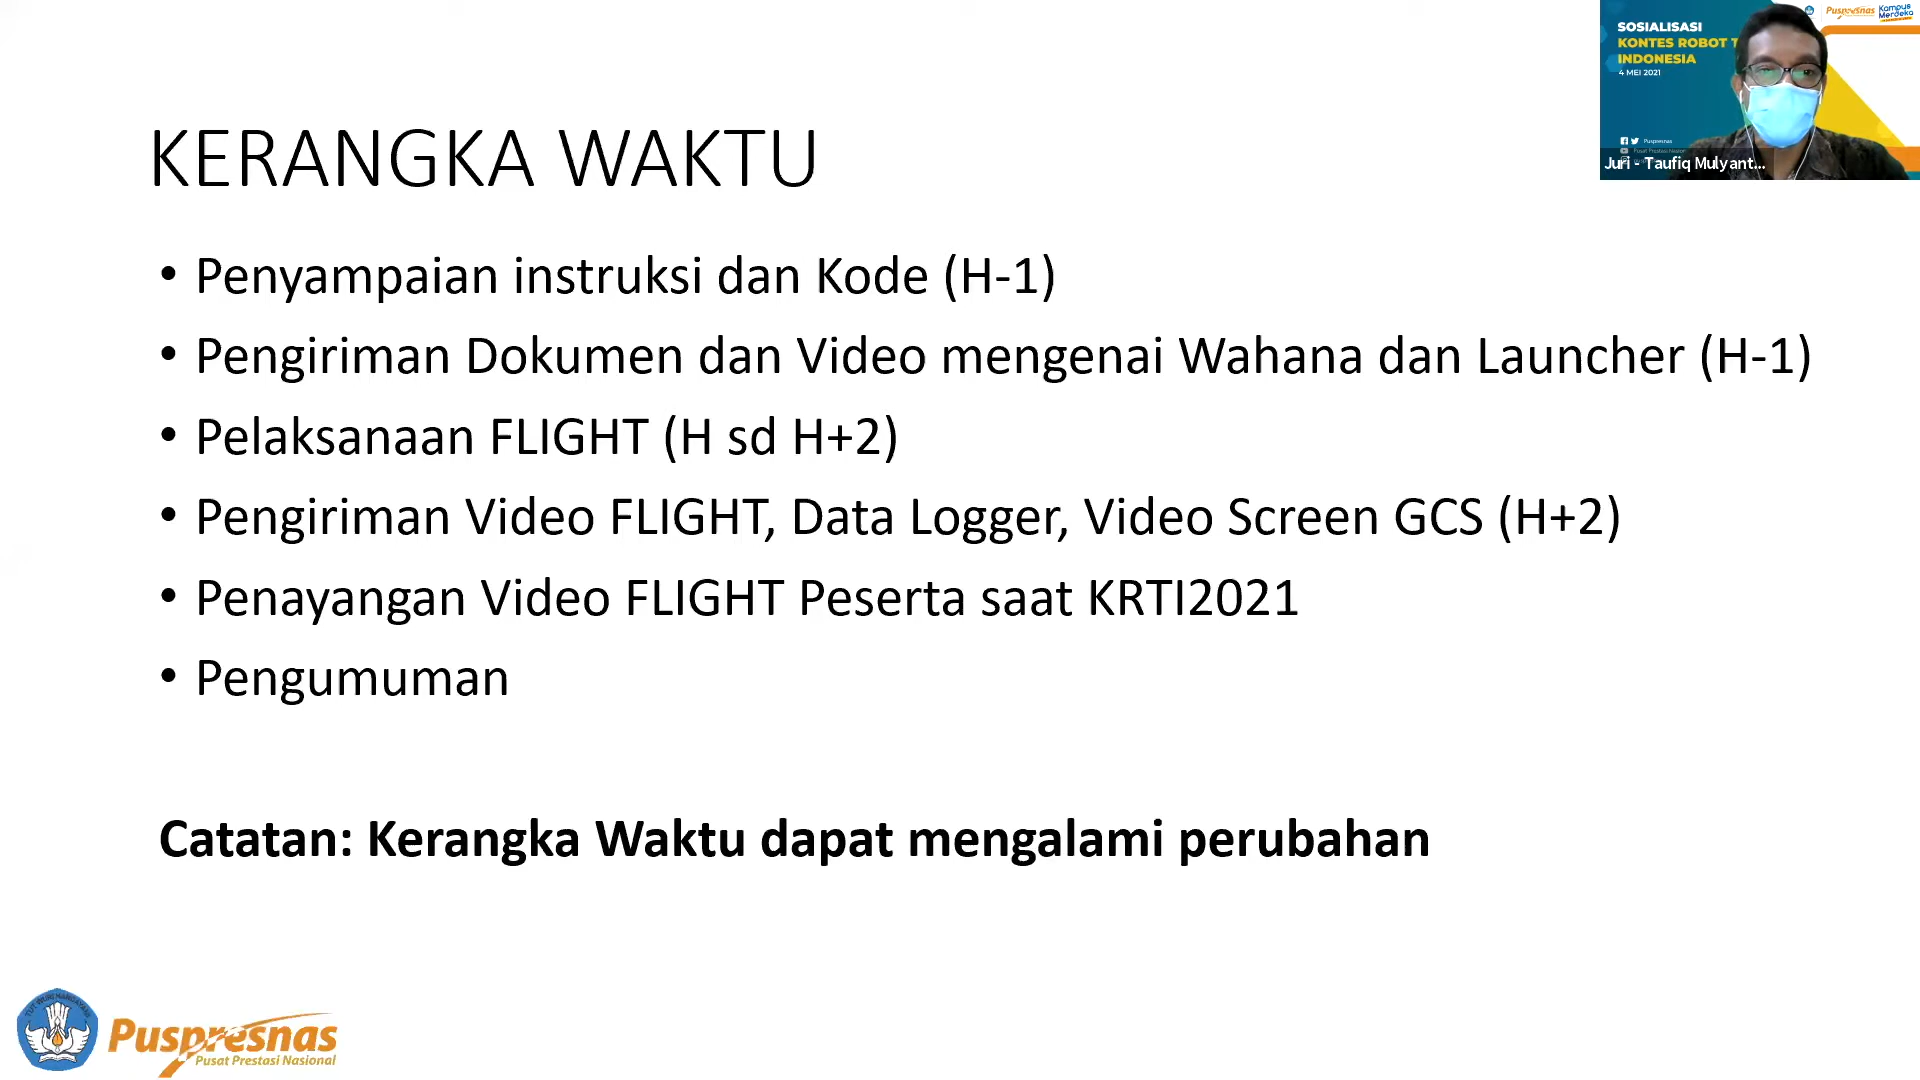 KERANGKA WAKTU
• Penyampaian instruksi dan Kode (H-1)
• Pengiriman Dokumen dan Video mengenai Wahana dan Launcher (H-1)
• Pelaksanaan FLIGHT (H sd H+2)
• Pengiriman Video FLIGHT, Data Logger, Video Screen GCS (H+2)
• Penayangan Video FLIGHT Peserta saat KRTI2021
• Pengumuman
Catatan: Kerangka Waktu dapat mengalami perubahan
SOSIALISASI
KONTES ROBOT T
INDONESIA
4 MEI 2021
Puspresnas
Kampus
Merdeka
Puspresnas
Juri - Taufiq Mulyant...
TUT WURI HANDAYANI
Puspresnas
Pusat Prestasi Nasional